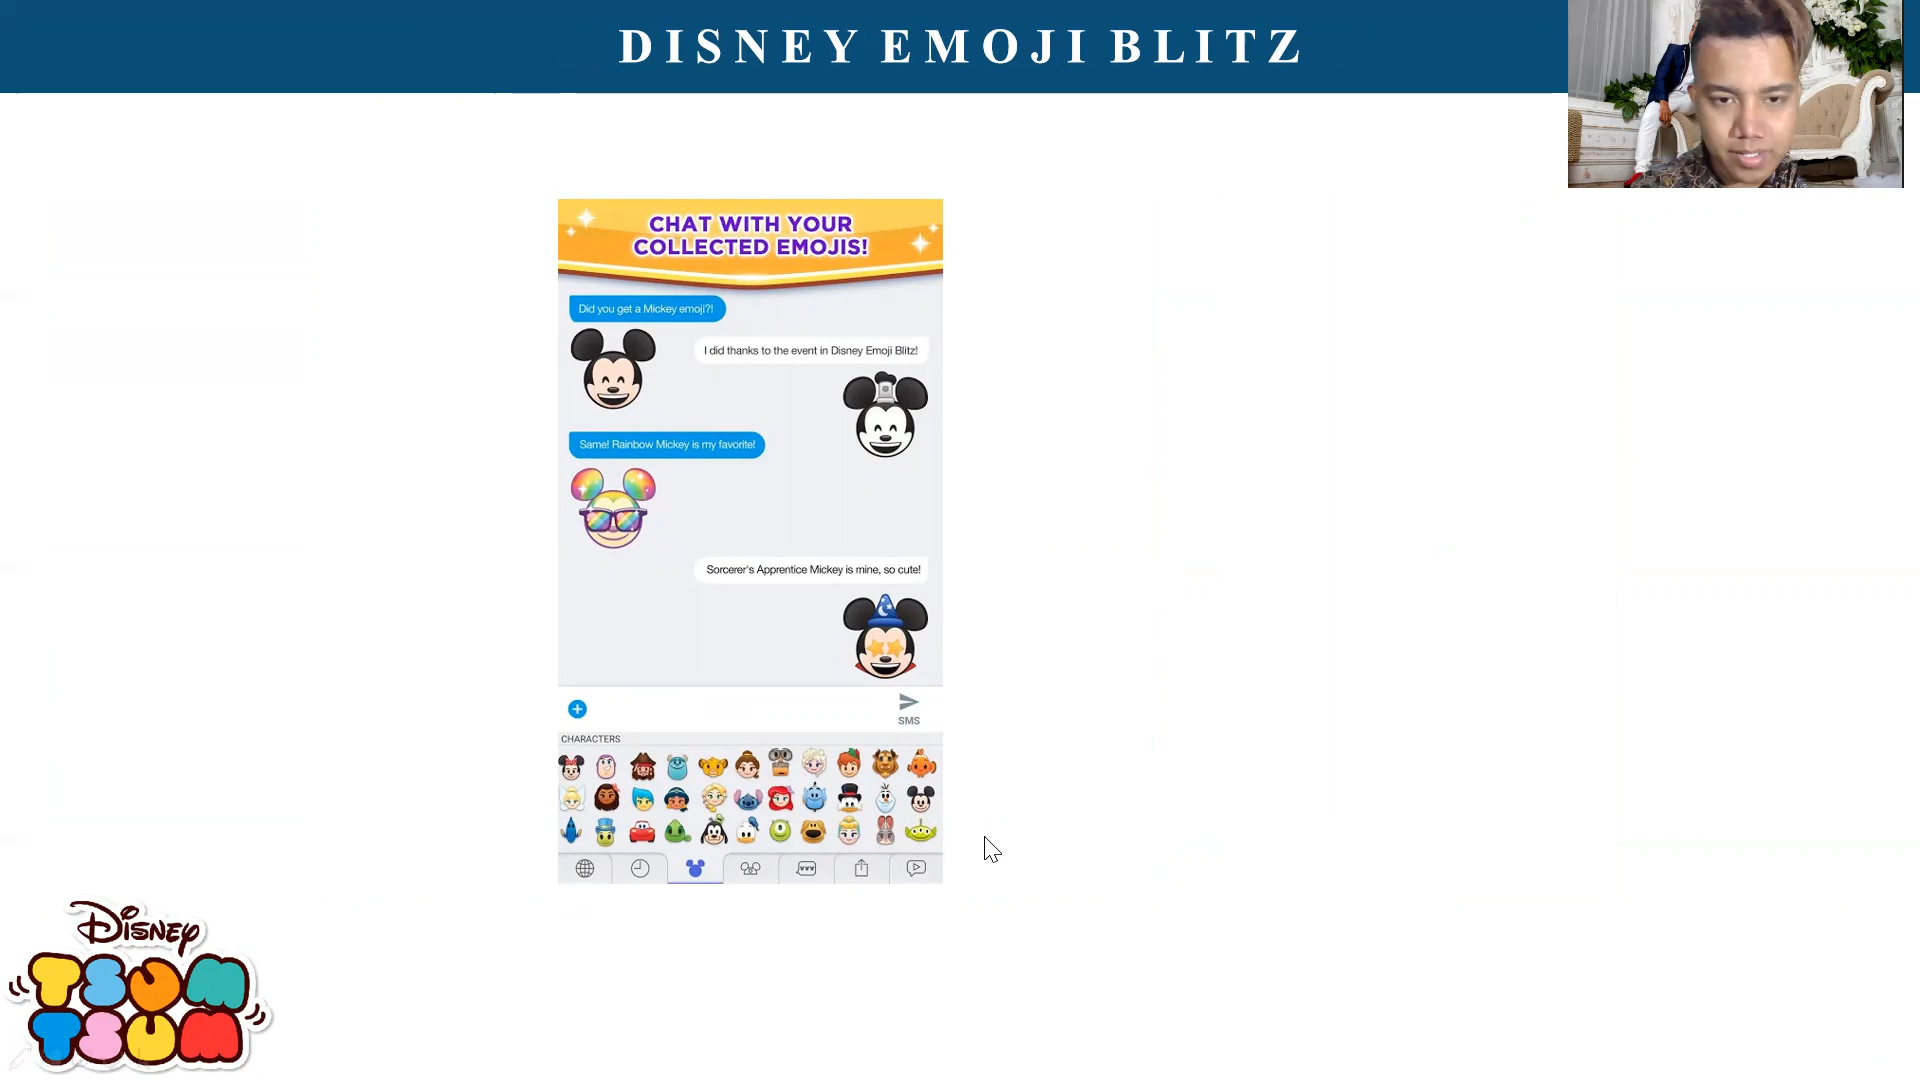 DISNEY EMOJI BLITZ
CHAT WITH YOUR
COLLECTED EMOJIS!
Did you get a Mickey emoji?!
I did thanks to the event in Disney Emoji Blitz!
Same! Rainbow Mickey is my favorite!
Sorcerer's Apprentice Mickey is mine, so cute!
SMS
CHARACTERS
Disney
TSUM
TSUM